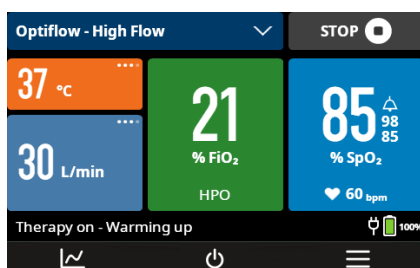 Optiflow - High Flow
STOP
37 °C
30 L/min
21
% FiO₂
HPO
85
98
85
% SpO₂
60 bpm
Therapy on - Warming up
100%